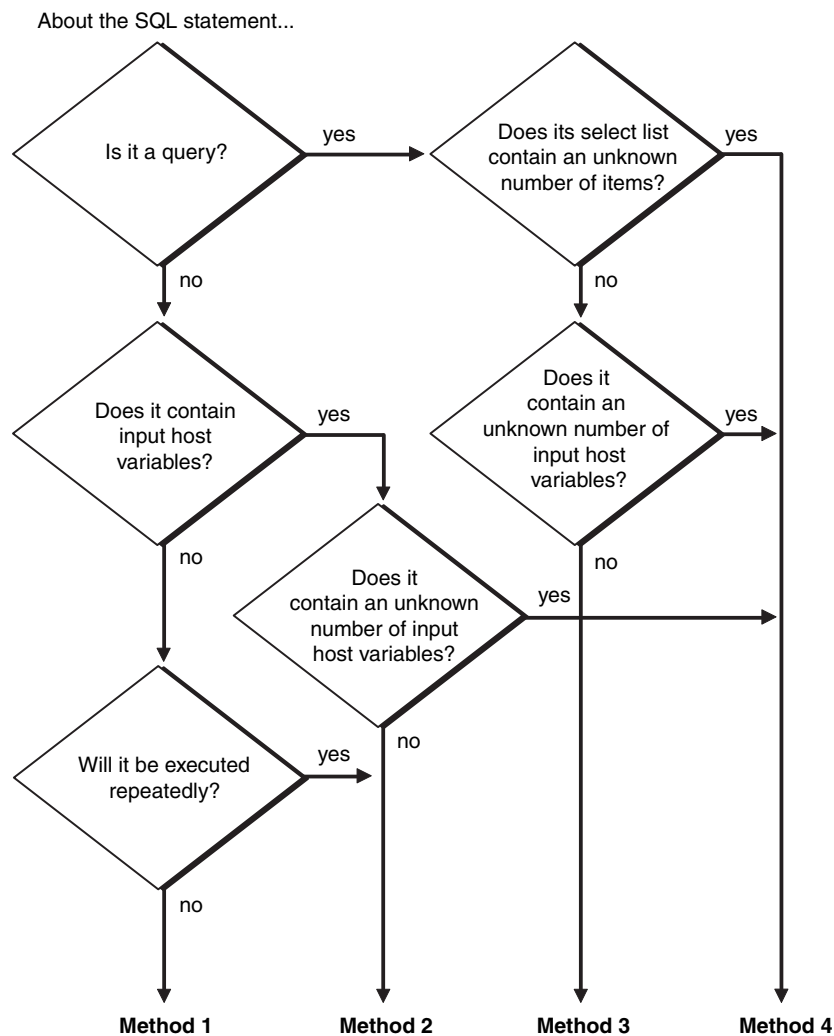 About the SQL statement...
Is it a query?
yes
Does its select list
contain an unknown
number of items?
yes
no
no
Does it contain
input host
variables?
yes
Does it
contain an
unknown number of
input host
variables?
yes
no
no
Does it
contain an unknown
number of input
host variables?
yes
no
Will it be executed
repeatedly?
yes
no
Method 1
Method 2
Method 3
Method 4